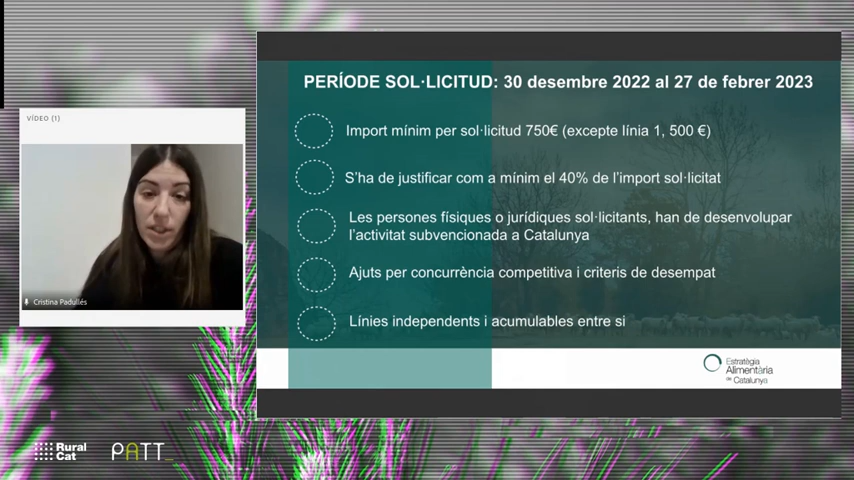 PERÍODE SOL·LICITUD: 30 desembre 2022 al 27 de febrer 2023
VÍDEO (1)
Import mínim per sol·licitud 750€ (excepte línia 1, 500 €)
S'ha de justificar com a mínim el 40% de l'import sol·licitat
Les persones físiques o jurídiques sol·licitants, han de desenvolupar
l'activitat subvencionada a Catalunya
Ajuts per concurrència competitiva i criteris de desempat
Cristina Padullés
Línies independents i acumulables entre si
Estratègia
Alimentària
de Catalunya
Rural
Cat
PATT_